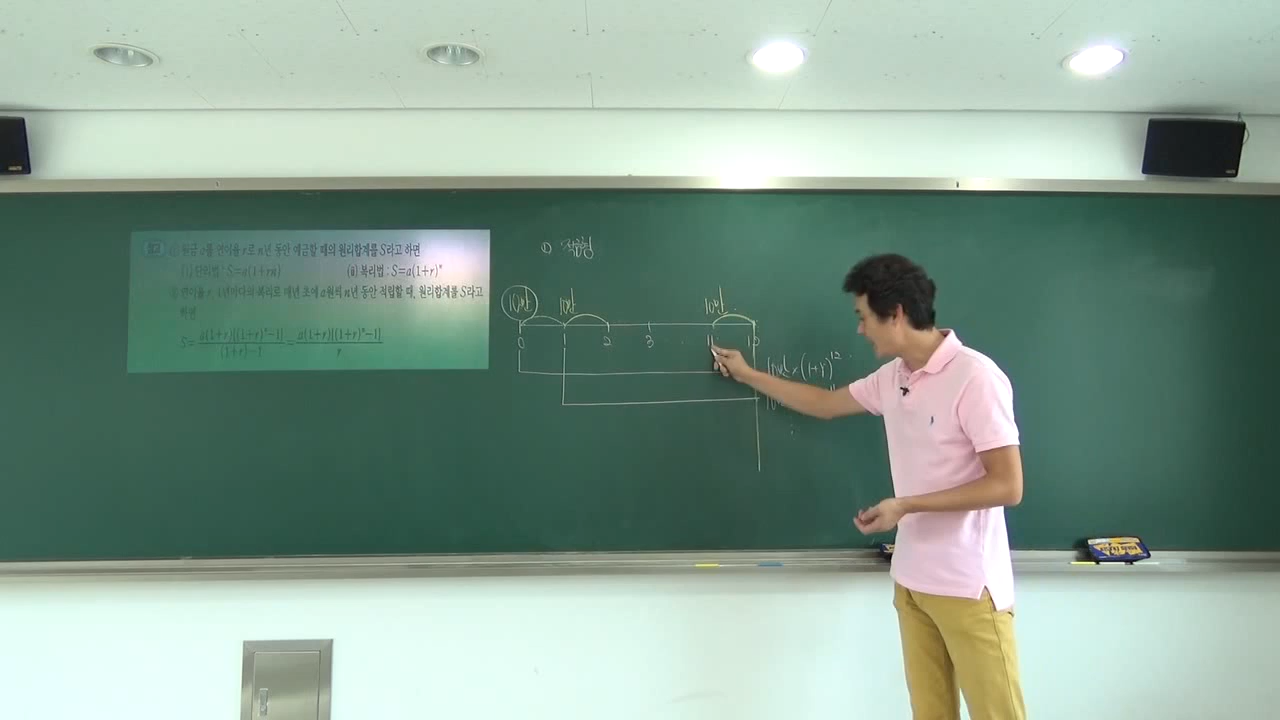 참고 ① 원금 a를 연이율 r로 n년 동안 예금할 때의 원리합계를 S라고 하면
(ⅰ) 단리법 : S=a(1+rn) (ⅱ) 복리법 : S=a(1+r)ⁿ
② 연이율 r, 1년마다의 복리로 매년 초에 a원씩 n년 동안 적립할 때, 원리합계를 S라고
하면
S= a(1+r){(1+r)ⁿ-1} / (1+r)-1 = a(1+r){(1+r)ⁿ-1} / r
① 적립형
10만 10만 10만
0 1 2 3 . . . 11 12
10만×(1+r)¹²